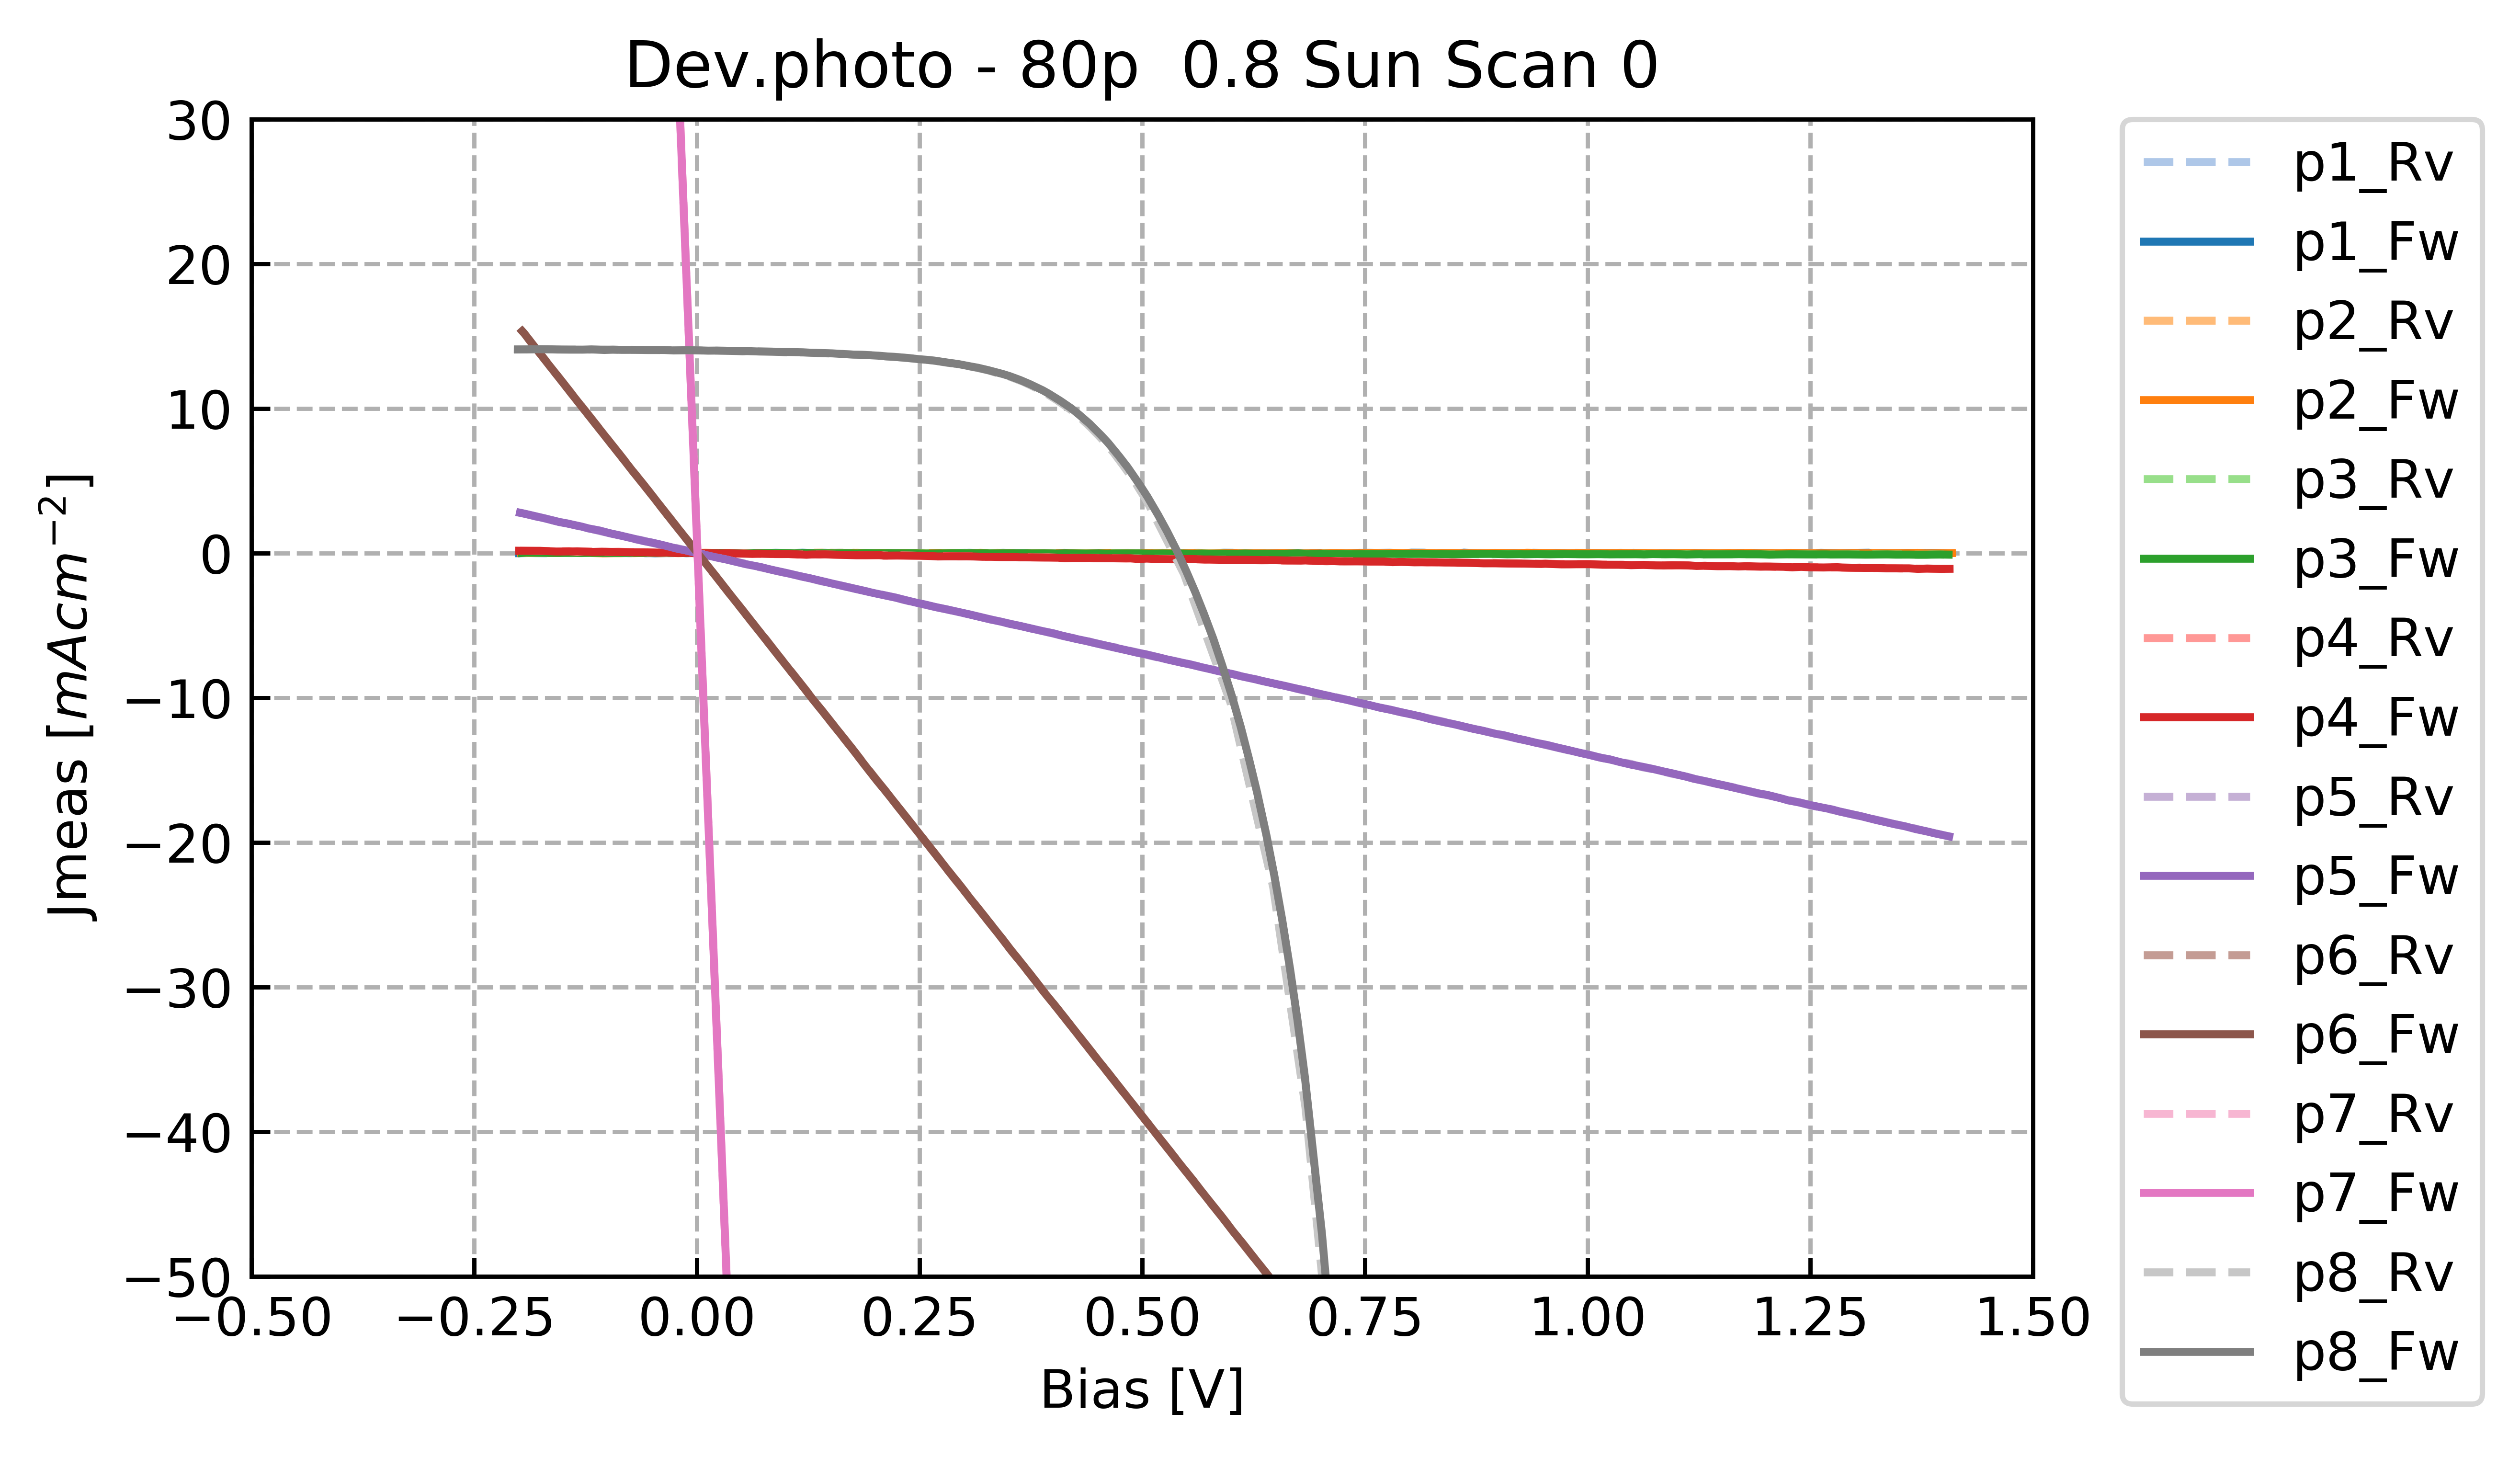 Dev.photo - 80p  0.8 Sun Scan 0
30
20
10
0
−10
−20
−30
−40
−50
Jmeas [mAcm⁻²]
−0.50 −0.25 0.00 0.25 0.50 0.75 1.00 1.25 1.50
Bias [V]
p1_Rv
p1_Fw
p2_Rv
p2_Fw
p3_Rv
p3_Fw
p4_Rv
p4_Fw
p5_Rv
p5_Fw
p6_Rv
p6_Fw
p7_Rv
p7_Fw
p8_Rv
p8_Fw